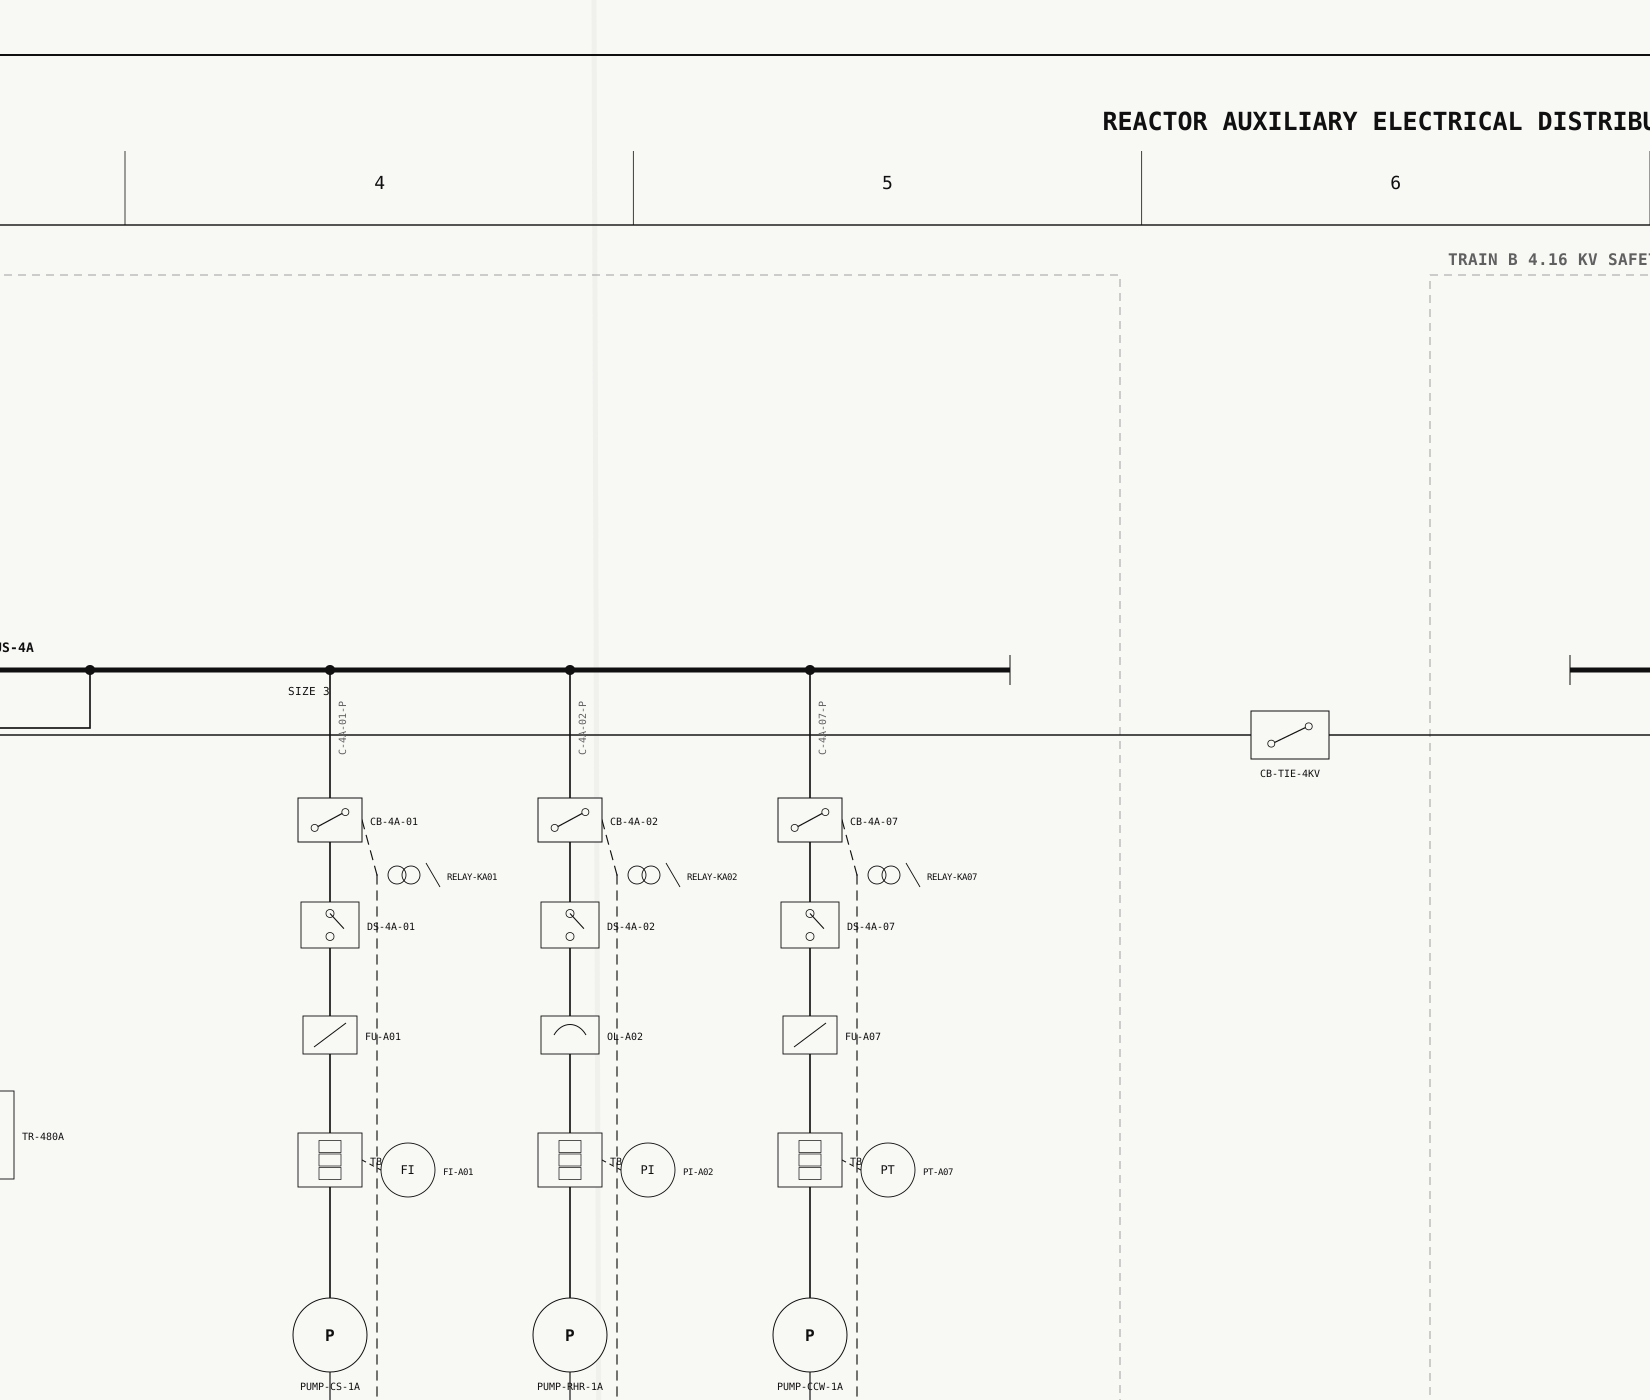 REACTOR AUXILIARY ELECTRICAL
4 5 6
TRAIN B 4.16 KV
SIZE 3
C-4A-01-P C-4A-02-P C-4A-07-P
CB-TIE-4KV
CB-4A-01 CB-4A-02 CB-4A-07
RELAY-KA01 RELAY-KA02 RELAY-KA07
DS-4A-01 DS-4A-02 DS-4A-07
FU-A01 OL-A02 FU-A07
TR-480A
FI FI-A01 PI PI-A02 PT PT-A07
P P P
PUMP-CS-1A PUMP-RHR-1A PUMP-CCW-1A